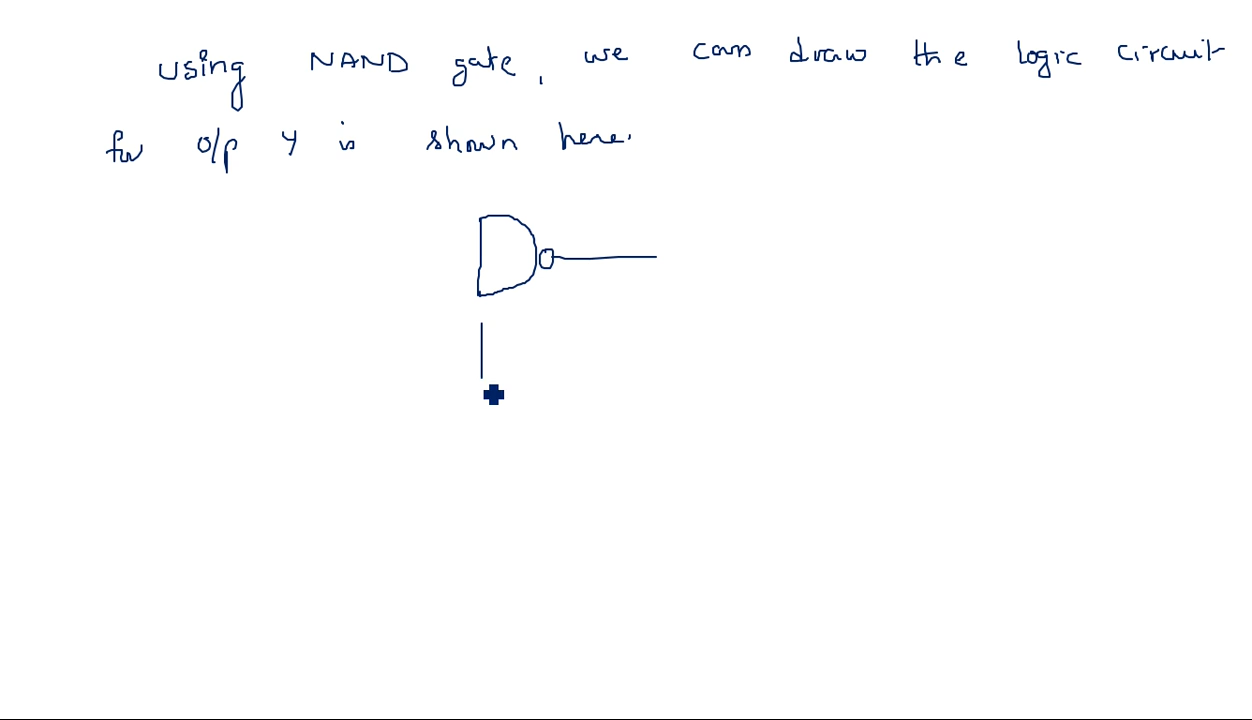 using NAND gate, we can draw the logic circuit
for o/p y is shown here.